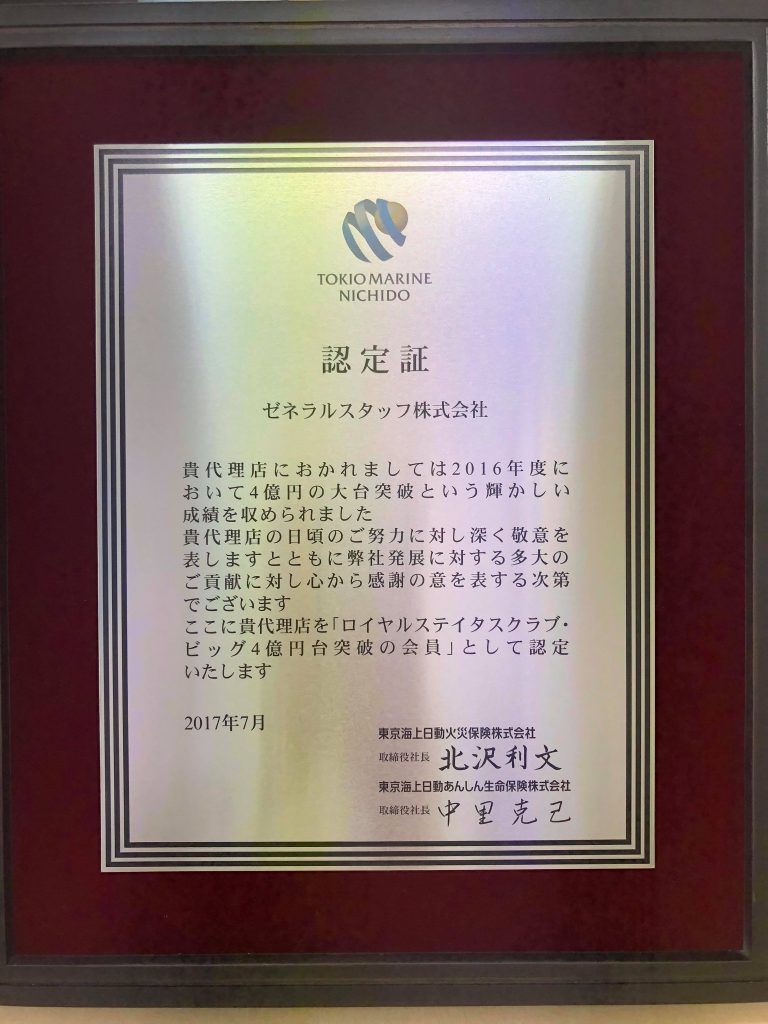 TOKIO MARINE
NICHIDO
認定証
ゼネラルスタッフ株式会社
貴代理店におかれましては2016年度に
おいて4億円の大台突破という輝かしい
成績を収められました
貴代理店の日頃のご努力に対し深く敬意を
表しますとともに弊社発展に対する多大の
ご貢献に対し心から感謝の意を表する次第
でございます
ここに貴代理店を「ロイヤルステイタスクラブ・
ビッグ4億円台突破の会員」として認定
いたします
2017年7月
東京海上日動火災保険株式会社
取締役社長 北沢利文
東京海上日動あんしん生命保険株式会社
取締役社長 中里克己